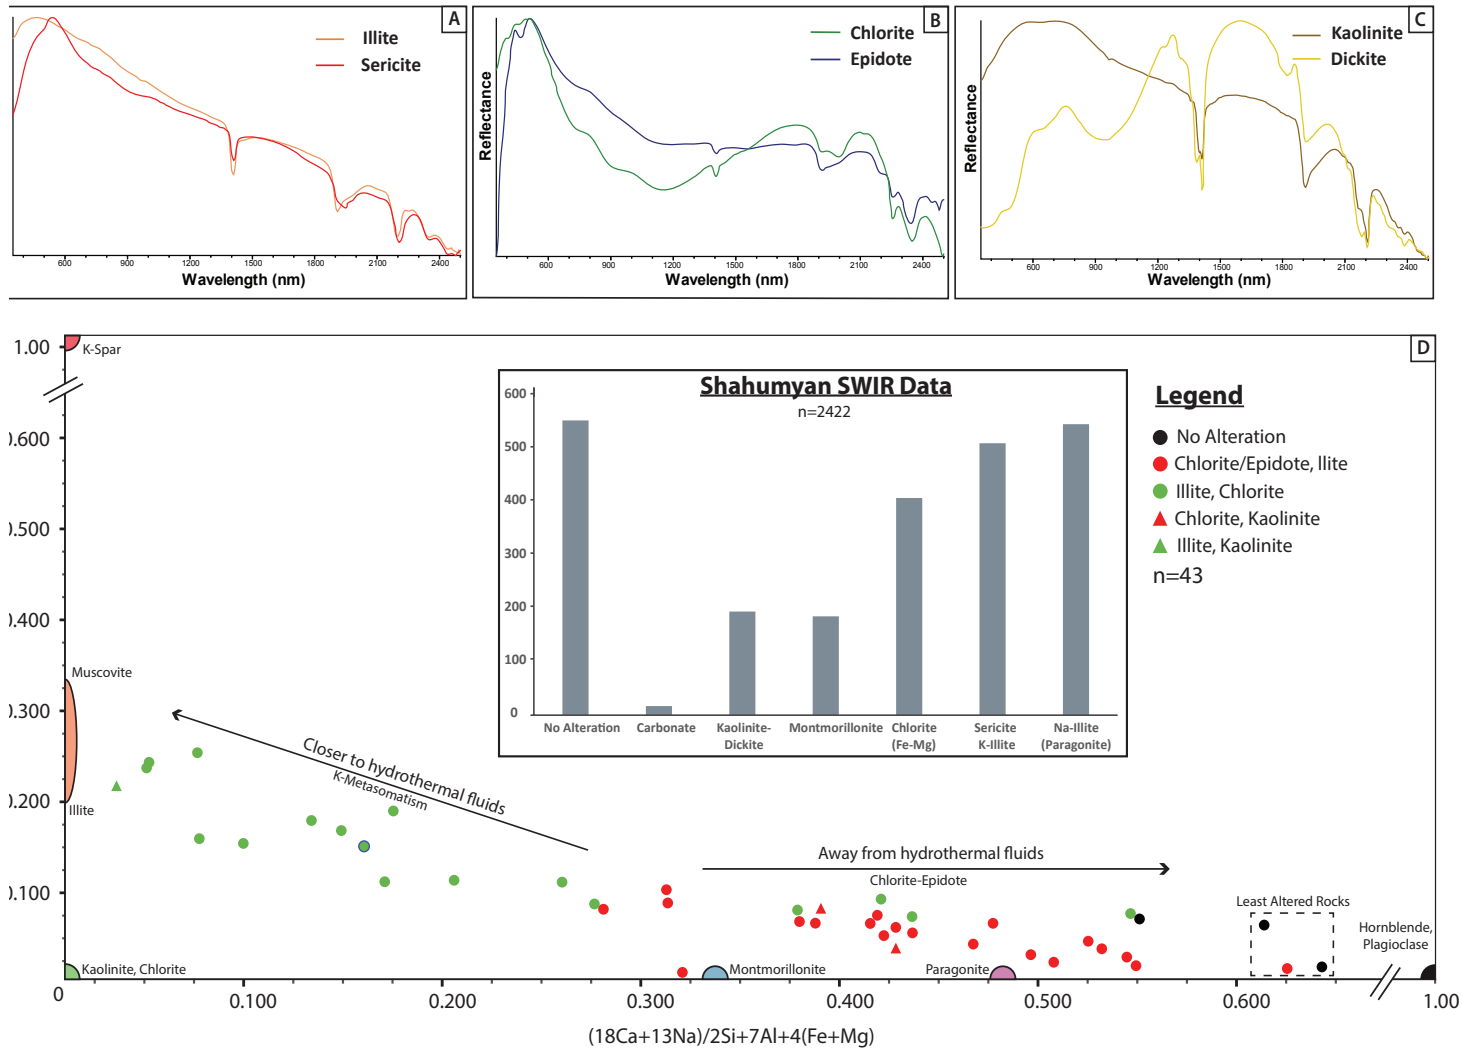 A
Illite
Sericite
600 900 1200 1500 1800 2100 2400
Wavelength (nm)
B
Chlorite
Epidote
Reflectance
600 900 1200 1500 1800 2100 2400
Wavelength (nm)
C
Kaolinite
Dickite
Reflectance
600 900 1200 1500 1800 2100 2400
Wavelength (nm)
D
1.00
K-Spar
0.600
0.500
0.400
0.300
0.200
0.100
0
Muscovite
Illite
Kaolinite, Chlorite
Closer to hydrothermal fluids
K-Metasomatism
Away from hydrothermal fluids
Chlorite-Epidote
Least Altered Rocks
Hornblende,
Plagioclase
Montmorillonite
Paragonite
0.100 0.200 0.300 0.400 0.500 0.600 1.00
(18Ca+13Na)/2Si+7Al+4(Fe+Mg)
Shahumyan SWIR Data
n=2422
600
500
400
300
200
100
0
No Alteration
Carbonate
Kaolinite-
Dickite
Montmorillonite
Chlorite
(Fe-Mg)
Sericite
K-Illite
Na-Illite
(Paragonite)
Legend
No Alteration
Chlorite/Epidote, llite
Illite, Chlorite
Chlorite, Kaolinite
Illite, Kaolinite
n=43